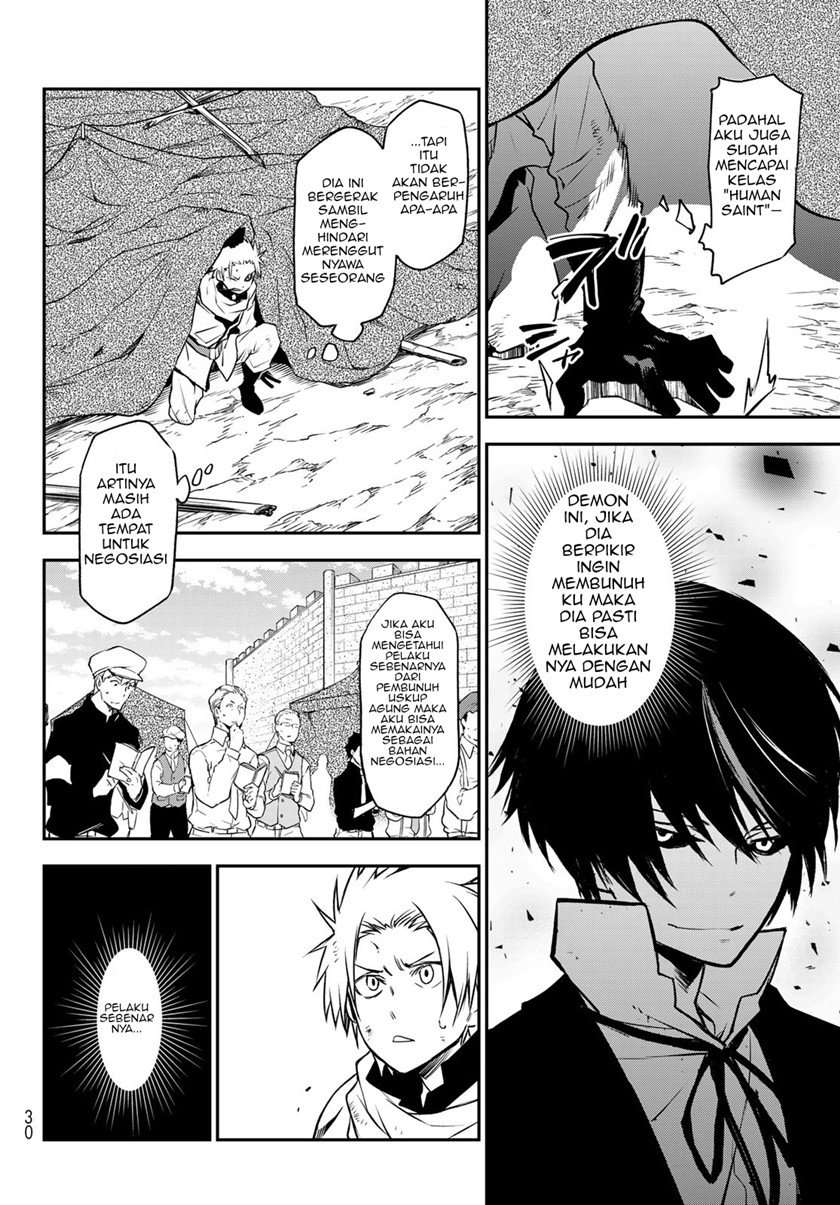 PADAHAL
AKU JUGA
SUDAH
MENCAPAI
KELAS
"HUMAN
SAINT"—
DEMON
INI, JIKA
DIA
BERPIKIR
INGIN
MEMBUNUH
KU MAKA
DIA PASTI
BISA
MELAKUKAN
NYA DENGAN
MUDAH
...TAPI
ITU
TIDAK
AKAN BER-
PENGARUH
APA-APA
DIA INI
BERGERAK
SAMBIL
MENG-
HINDARI
MERENGGUT
NYAWA
SESEORANG
ITU
ARTINYA
MASIH
ADA
TEMPAT
UNTUK
NEGOSIASI
JIKA AKU
BISA
MENGETAHUI
PELAKU
SEBENARNYA
DARI
PEMBUNUH
USKUP
AGUNG MAKA
AKU BISA
MEMAKAINYA
SEBAGAI
BAHAN
NEGOSIASI...
PELAKU
SEBENAR
NYA...
30